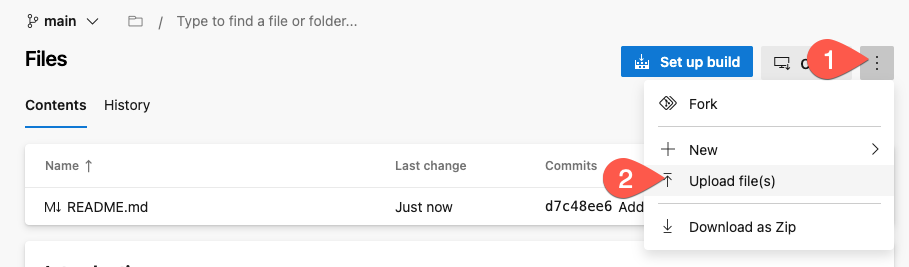 main / Type to find a file or folder...
Files
1
Set up build
Contents History
Fork
New
Name ↑ Last change Commits
2
Upload file(s)
M↓ README.md Just now d7c48ee6 Add
Download as Zip